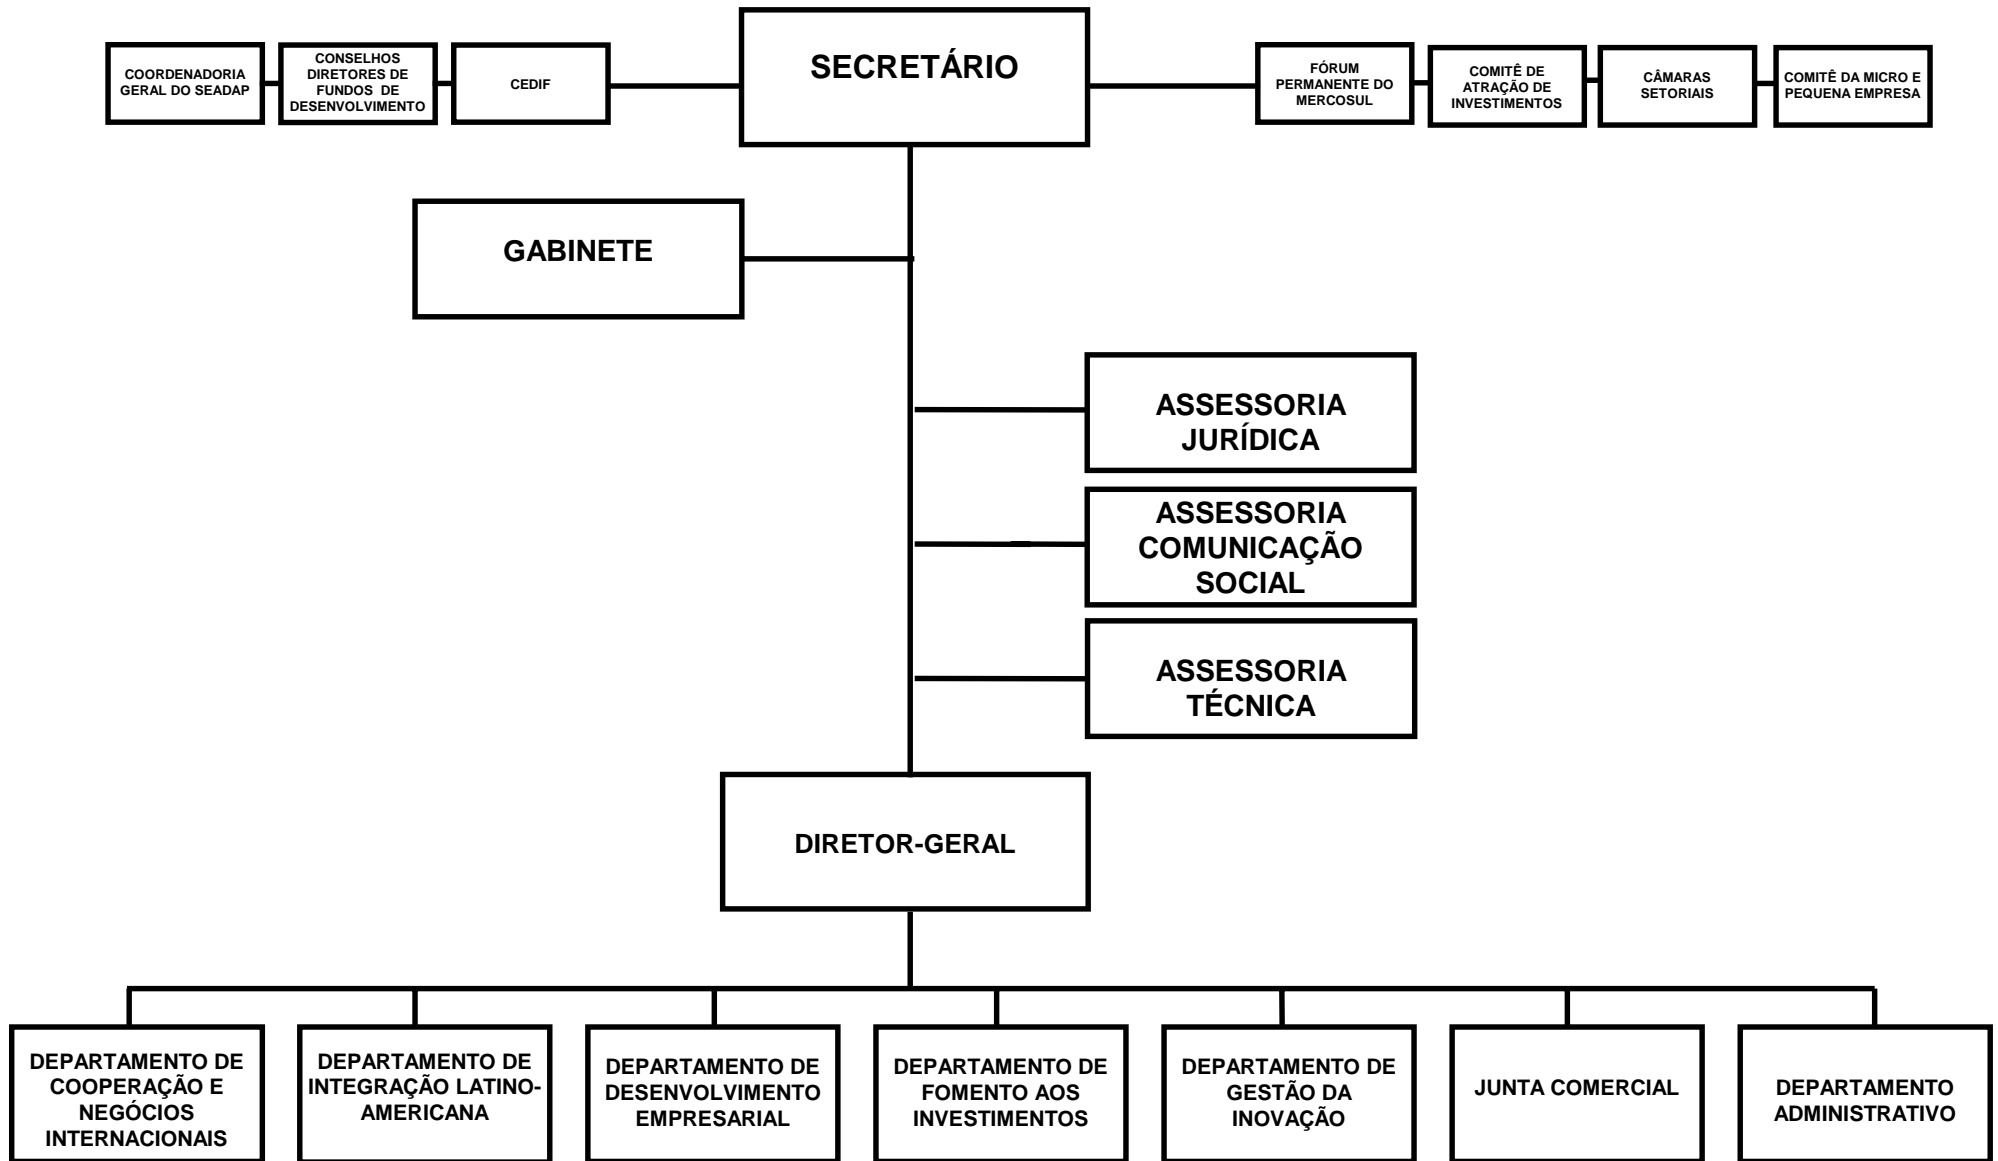 COORDENADORIA
GERAL DO SEADAP
CONSELHOS
DIRETORES DE
FUNDOS DE
DESENVOLVIMENTO
CEDIF
SECRETÁRIO
FÓRUM
PERMANENTE DO
MERCOSUL
COMITÊ DE
ATRAÇÃO DE
INVESTIMENTOS
CÂMARAS
SETORIAIS
COMITÊ DA MICRO E
PEQUENA EMPRESA
GABINETE
ASSESSORIA
JURÍDICA
ASSESSORIA
COMUNICAÇÃO
SOCIAL
ASSESSORIA
TÉCNICA
DIRETOR-GERAL
DEPARTAMENTO DE
COOPERAÇÃO E
NEGÓCIOS
INTERNACIONAIS
DEPARTAMENTO DE
INTEGRAÇÃO LATINO-
AMERICANA
DEPARTAMENTO DE
DESENVOLVIMENTO
EMPRESARIAL
DEPARTAMENTO DE
FOMENTO AOS
INVESTIMENTOS
DEPARTAMENTO DE
GESTÃO DA
INOVAÇÃO
JUNTA COMERCIAL
DEPARTAMENTO
ADMINISTRATIVO